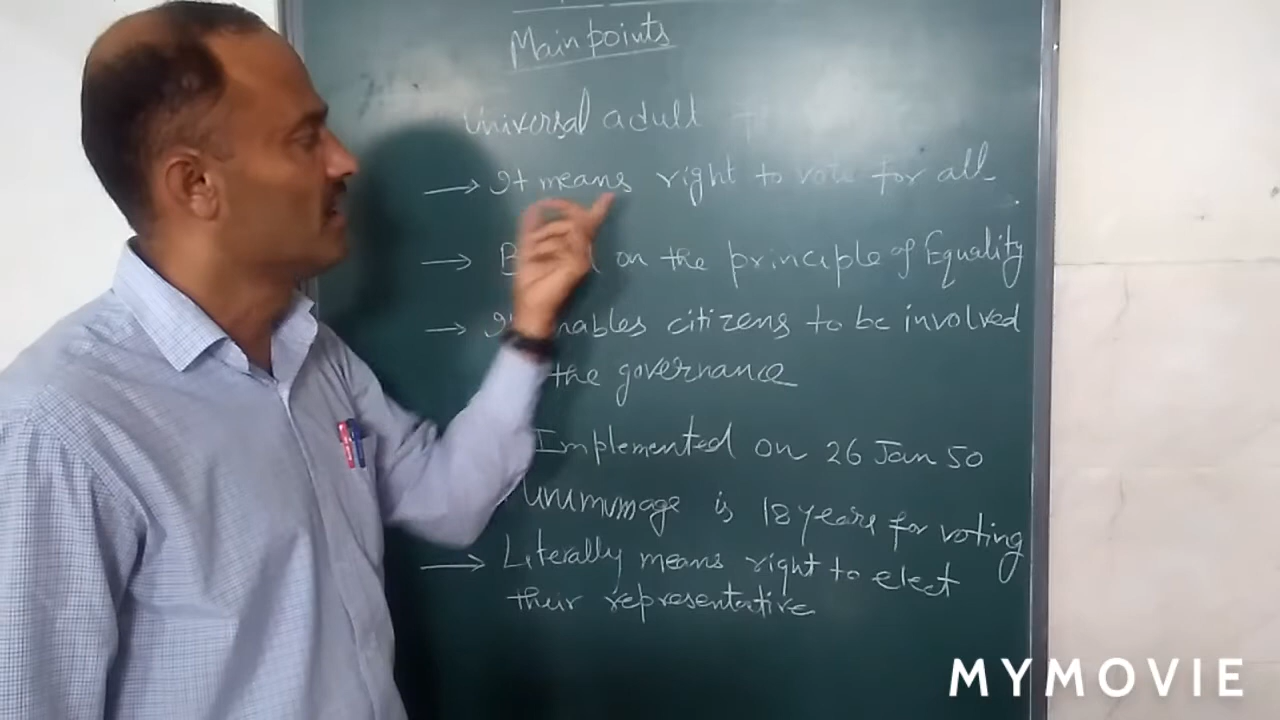 Main points
Universal adult
→ It means right to vote for all
→ on the principle of Equality
→ citizens to be involved
the governance
Implemented on 26 Jan 50
is 18 years for voting
→ Literally means right to elect
their representative
MYMOVIE